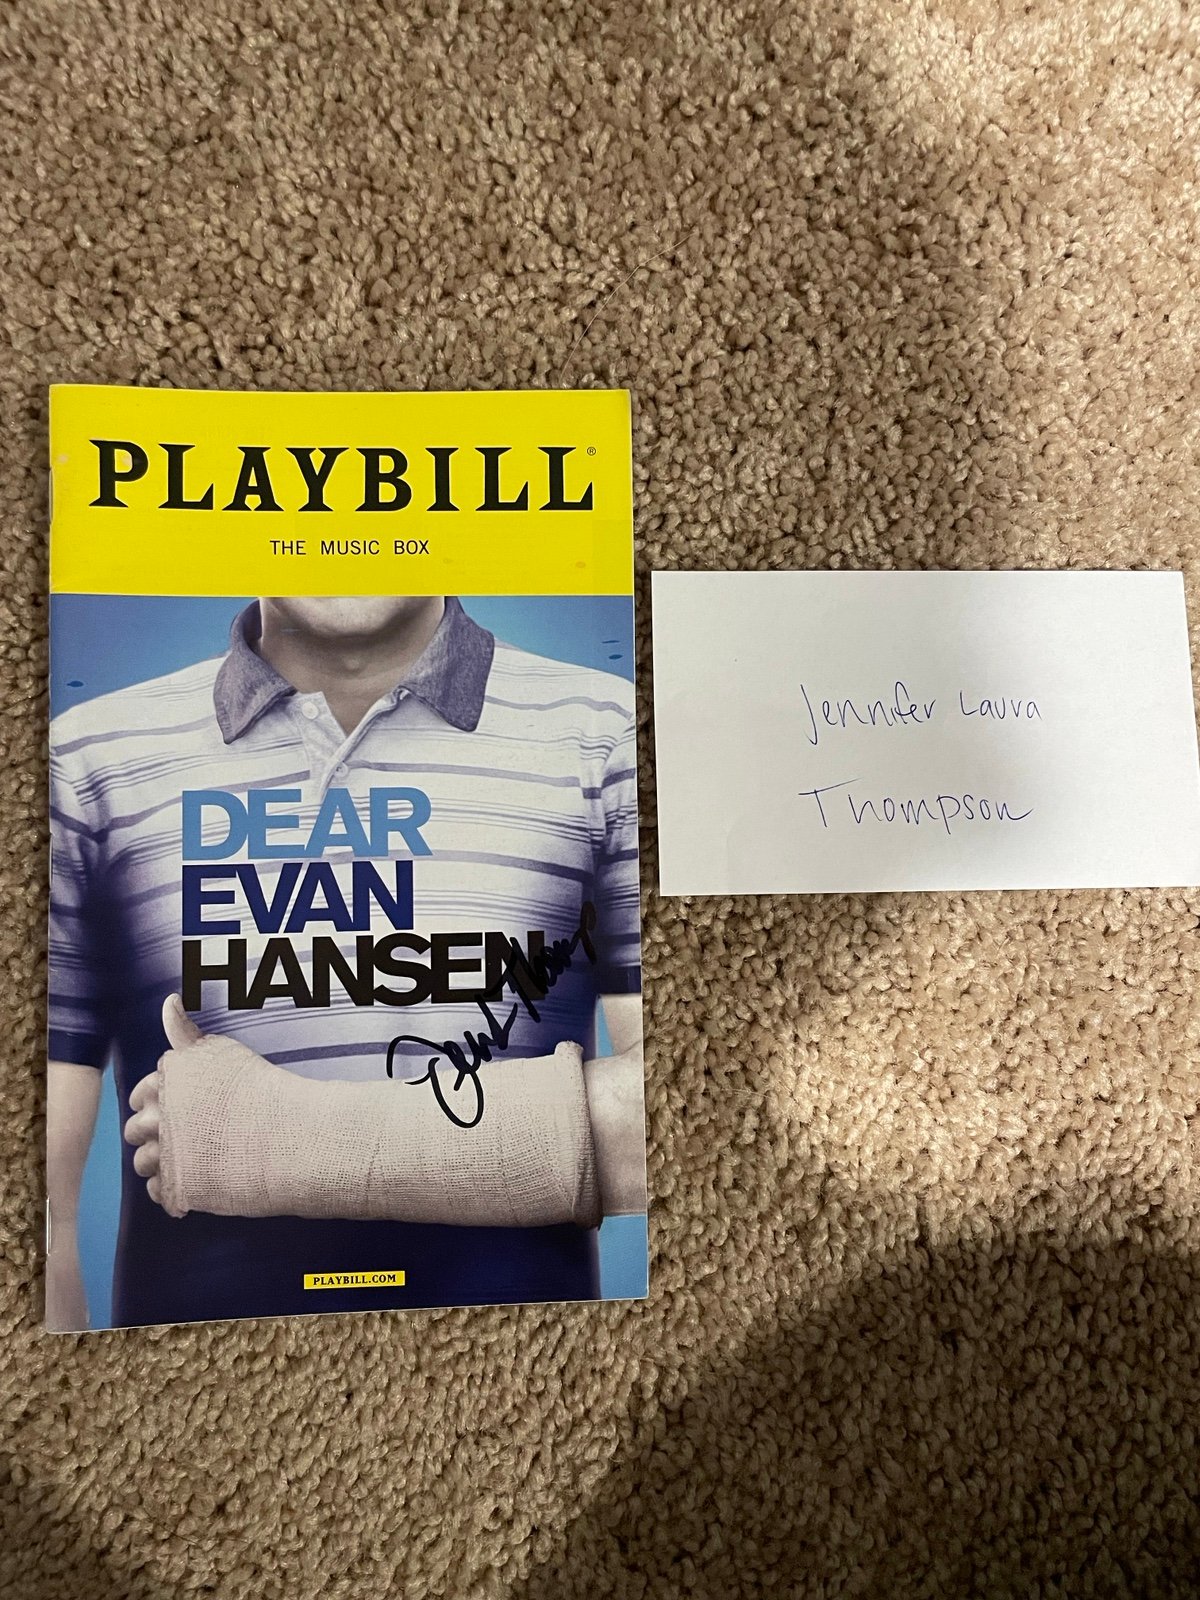 PLAYBILL®
THE MUSIC BOX
DEAR
EVAN
HANSEN
PLAYBILL.COM
Jennifer Laura
Thompson